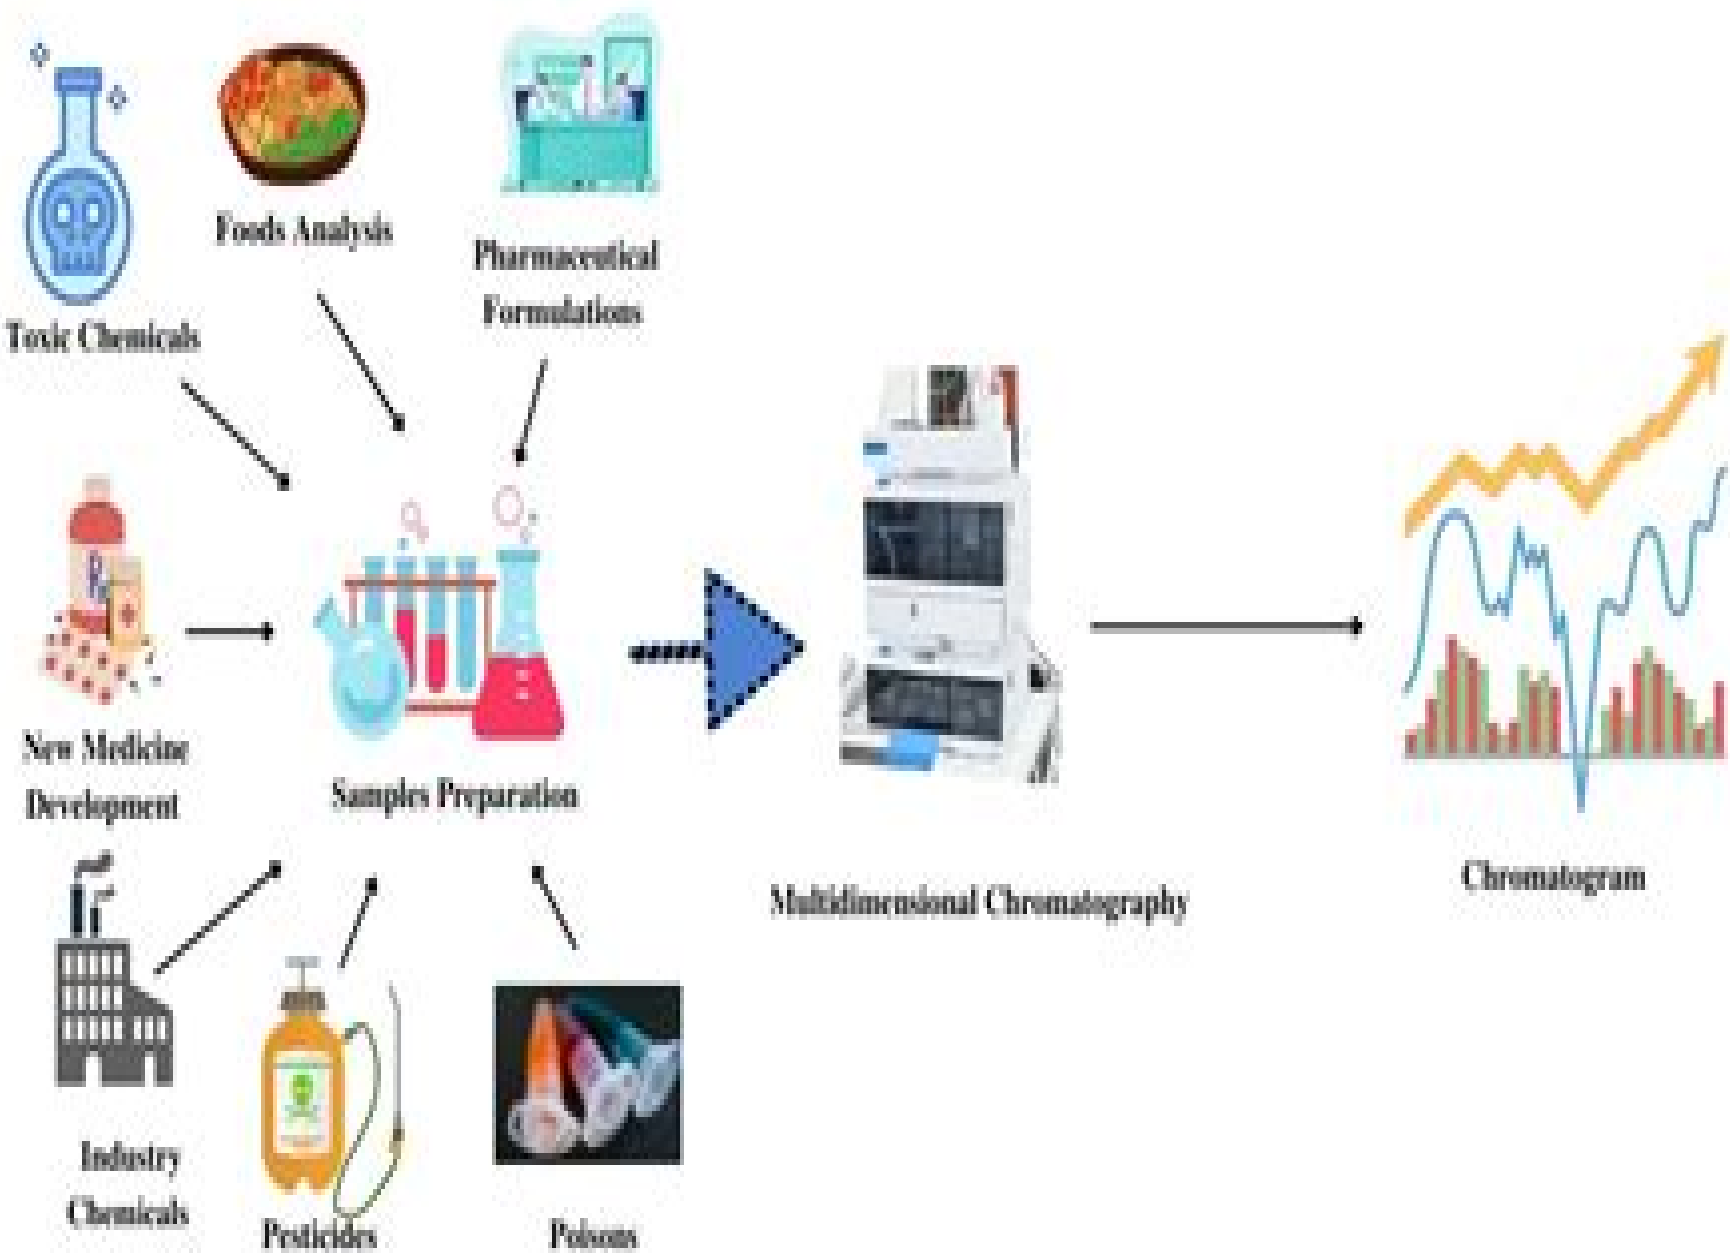 Foods Analysis
Pharmaceutical
Formulations
Toxic Chemicals
New Medicine
Development
Samples Preparation
Multidimensional Chromatography
Chromatogram
Industry
Chemicals
Pesticides
Poisons